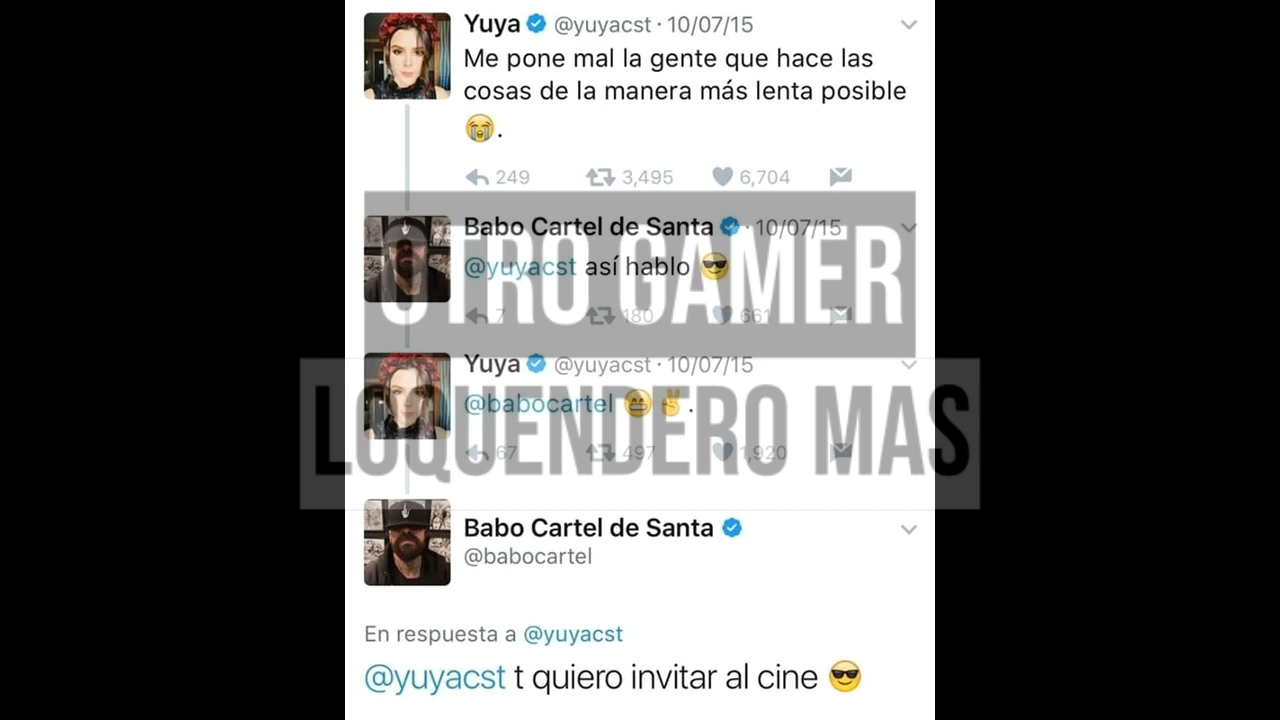 Yuya @yuyacst · 10/07/15
Me pone mal la gente que hace las
cosas de la manera más lenta posible
😭.
249 3,495 6,704
Babo Cartel de Santa · 10/07/15
@yuyacst así hablo 😎
7 180 661
OTRO GAMER
Yuya @yuyacst · 10/07/15
@babocartel 😁✌.
67 497 1,920
LOQUENDERO MAS
Babo Cartel de Santa
@babocartel
En respuesta a @yuyacst
@yuyacst t quiero invitar al cine 😎